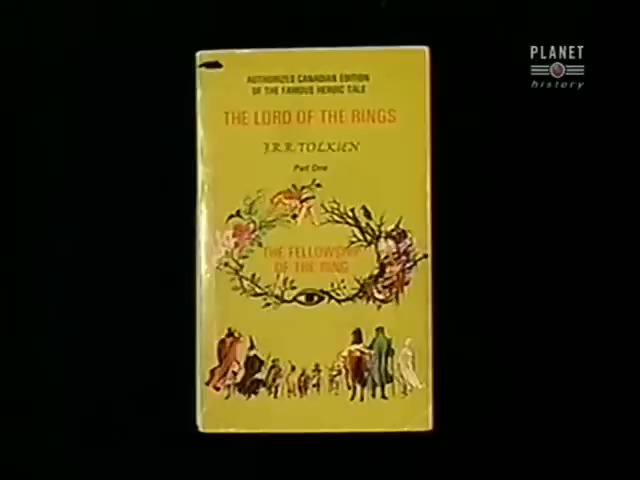 PLANET
history
AUTHORIZED CANADIAN EDITION
OF THE FAMOUS HEROIC TALE
THE LORD OF THE RINGS
J.R.R. TOLKIEN
Part One
THE FELLOWSHIP
OF THE RING